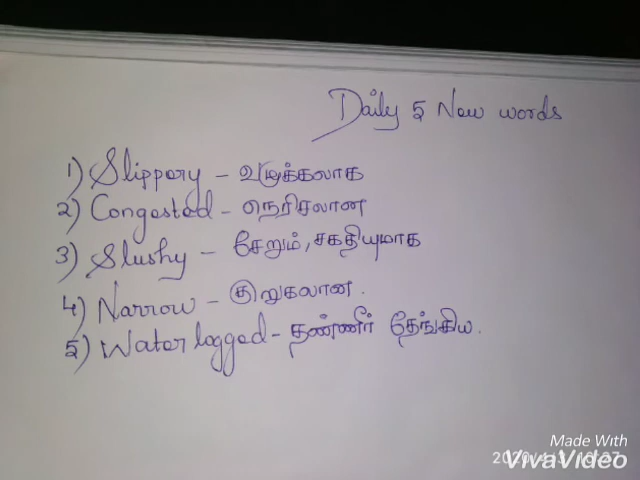 Daily 5 New words
1) Slippery - வழுக்கலாக
2) Congested - நெரிசலான
3) Slushy - சேறும், சகதியுமாக
4) Narrow - குறுகலான.
5) Water logged - தண்ணீர் தேங்கிய.
Made With
VivaVideo